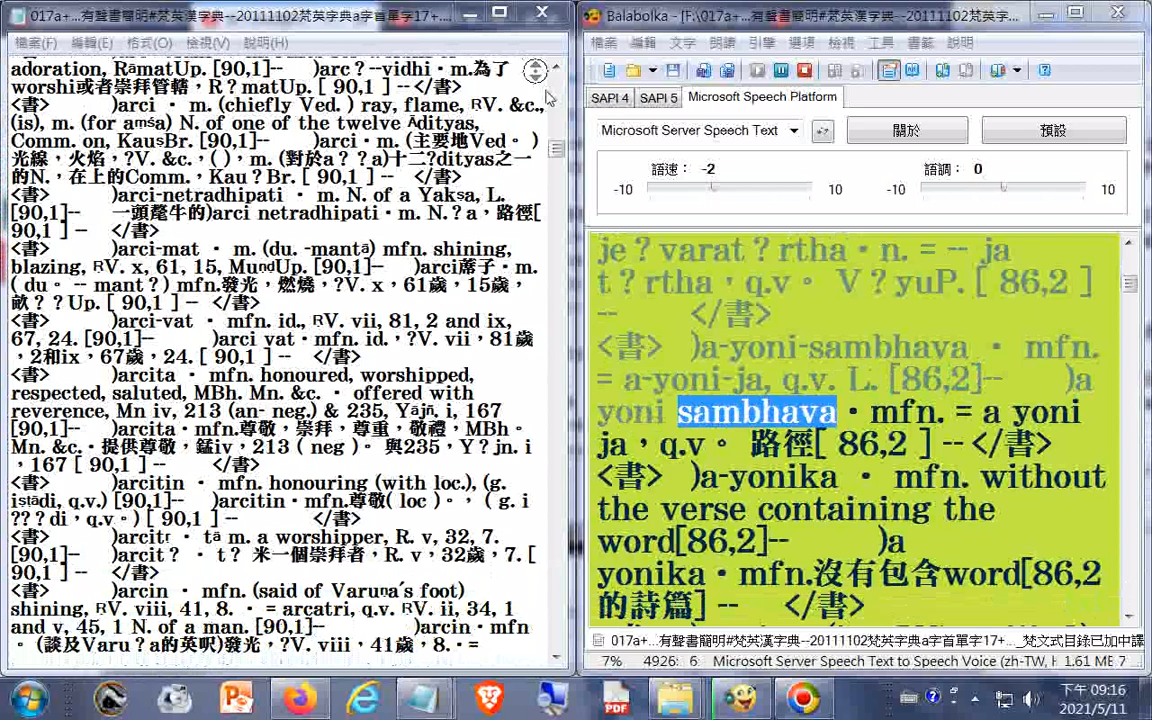 017a+...有聲書簡明#梵英漢字典--20111102梵英字典a字首單字17+...
檔案(F) 編輯(E) 格式(O) 檢視(V) 說明(H)
adoration, RāmatUp. [90,1]-- )arc ? --vidhi‧m.為了
worshi或者崇拜管轄，R ? matUp. [ 90,1 ] -- </書>
<書> )arci ‧ m. (chiefly Ved. ) ray, flame, RV. &c.,
(is), m. (for aṃśa) N. of one of the twelve Ādityas,
Comm. on, KauṣBr. [90,1]-- )arci‧m. (主要地Ved。)
光線，火焰，?V. &c.，( )，m. (對於a ? ? a)十二?dityas之一
的N.，在上的Comm.，Kau ? Br. [ 90,1 ] -- </書>
<書> )arci-netradhipati ‧ m. N. of a Yakṣa, L.
[90,1]-- 一頭氂牛的)arci netradhipati‧m. N. ? a，路徑[
90,1 ] -- </書>
<書> )arci-mat ‧ m. (du. -mantā) mfn. shining,
blazing, RV. x, 61, 15, MuṇḍUp. [90,1]-- )arci蓆子‧m.
( du。 -- mant ? ) mfn.發光，燃燒，?V. x，61歲，15歲，
畝 ? ? Up. [ 90,1 ] -- </書>
<書> )arci-vat ‧ mfn. id., RV. vii, 81, 2 and ix,
67, 24. [90,1]-- )arci vat‧mfn. id.，?V. vii，81歲
，2和ix，67歲，24. [ 90,1 ] -- </書>
<書> )arcita ‧ mfn. honoured, worshipped,
respected, saluted, MBh. Mn. &c. ‧ offered with
reverence, Mn iv, 213 (an- neg.) & 235, Yājñ. i, 167
[90,1]-- )arcita‧mfn.尊敬，崇拜，尊重，敬禮，MBh。
Mn. &c.‧提供尊敬，錳iv，213 ( neg )。 與235，Y ? jn. i
，167 [ 90,1 ] -- </書>
<書> )arcitin ‧ mfn. honouring (with loc.), (g.
iṣṭādi, q.v.) [90,1]-- )arcitin‧mfn.尊敬( loc )。，( g. i
? ? ? di，q.v。) [ 90,1 ] -- </書>
<書> )arcitṛ ‧ tā m. a worshipper, R. v, 32, 7.
[90,1]-- )arcit ? ‧ t ? 米一個崇拜者，R. v，32歲，7. [
90,1 ] -- </書>
<書> )arcin ‧ mfn. (said of Varuṇa's foot)
shining, RV. viii, 41, 8. ‧ = arcatri, q.v. RV. ii, 34, 1
and v, 45, 1 N. of a man. [90,1]-- )arcin‧mfn
。(談及Varu ? a的英呎)發光，?V. viii，41歲，8.‧ =
Balabolka - [F:\017a+...有聲書簡明#梵英漢字典--20111102梵英字...
檔案 編輯 文字 朗讀 引擎 選項 檢視 工具 書籤 說明
SAPI 4 SAPI 5 Microsoft Speech Platform
Microsoft Server Speech Text 關於 預設
語速： -2 語調： 0
-10 10 -10 10
je ? varat ? rtha‧n. = -- ja
t ? rtha，q.v。 V ? yuP. [ 86,2 ]
-- </書>
<書> )a-yoni-sambhava ‧ mfn.
= a-yoni-ja, q.v. L. [86,2]-- )a
yoni sambhava‧mfn. = a yoni
ja，q.v。 路徑[ 86,2 ] -- </書>
<書> )a-yonika ‧ mfn. without
the verse containing the
word[86,2]-- )a
yonika‧mfn.沒有包含word[86,2
的詩篇] -- </書>
017a+...有聲書簡明#梵英漢字典--20111102梵英字典a字首單字17+..._梵文式目錄已加中譯
7% 4926: 6 Microsoft Server Speech Text to Speech Voice (zh-TW, H 1.61 ME 7
下午 09:16
2021/5/11